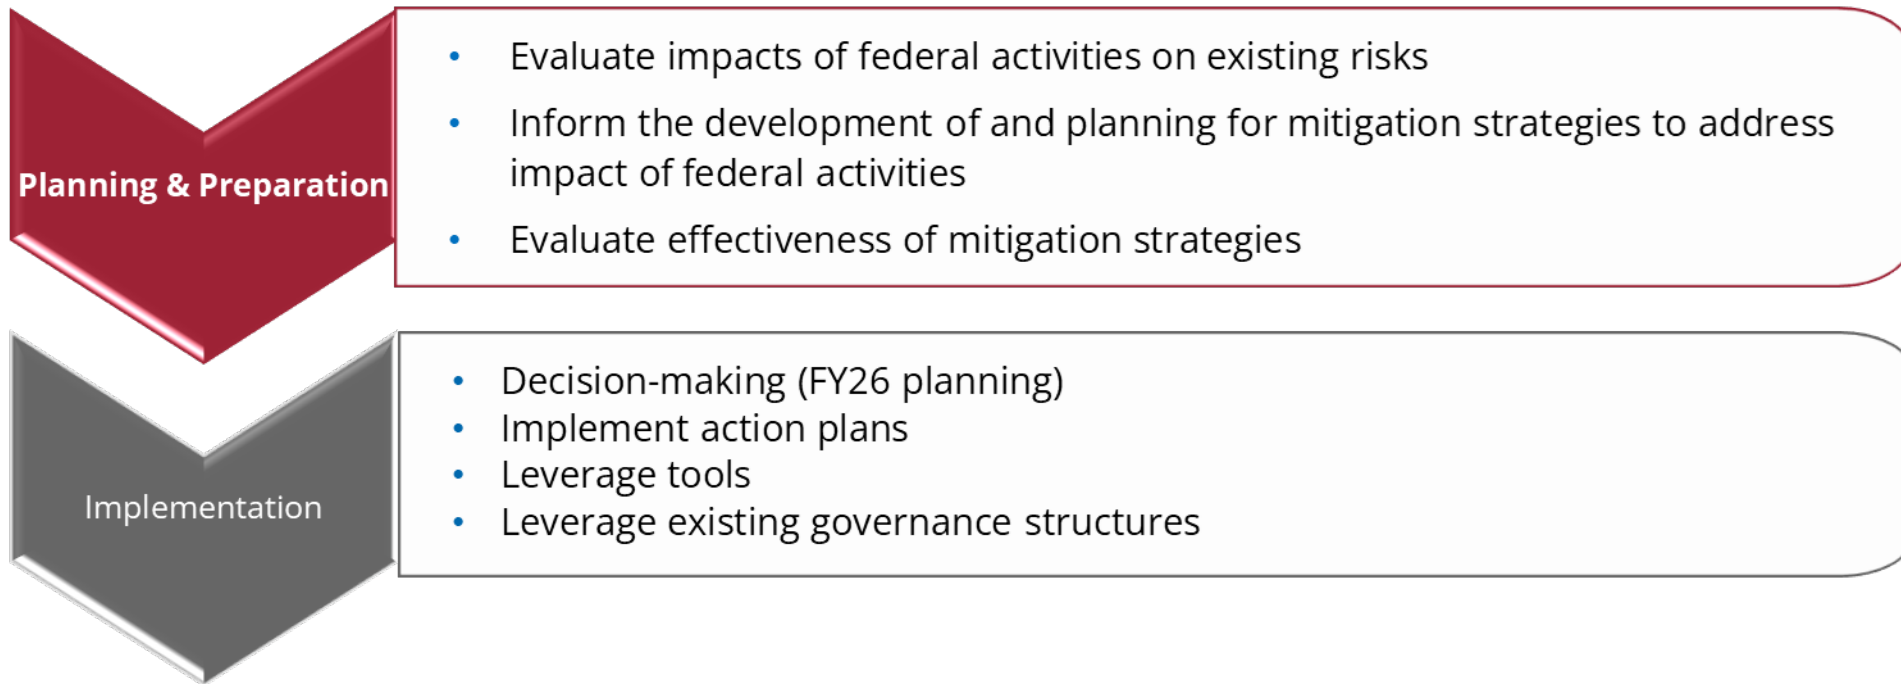 Planning & Preparation
• Evaluate impacts of federal activities on existing risks
• Inform the development of and planning for mitigation strategies to address
impact of federal activities
• Evaluate effectiveness of mitigation strategies
Implementation
• Decision-making (FY26 planning)
• Implement action plans
• Leverage tools
• Leverage existing governance structures